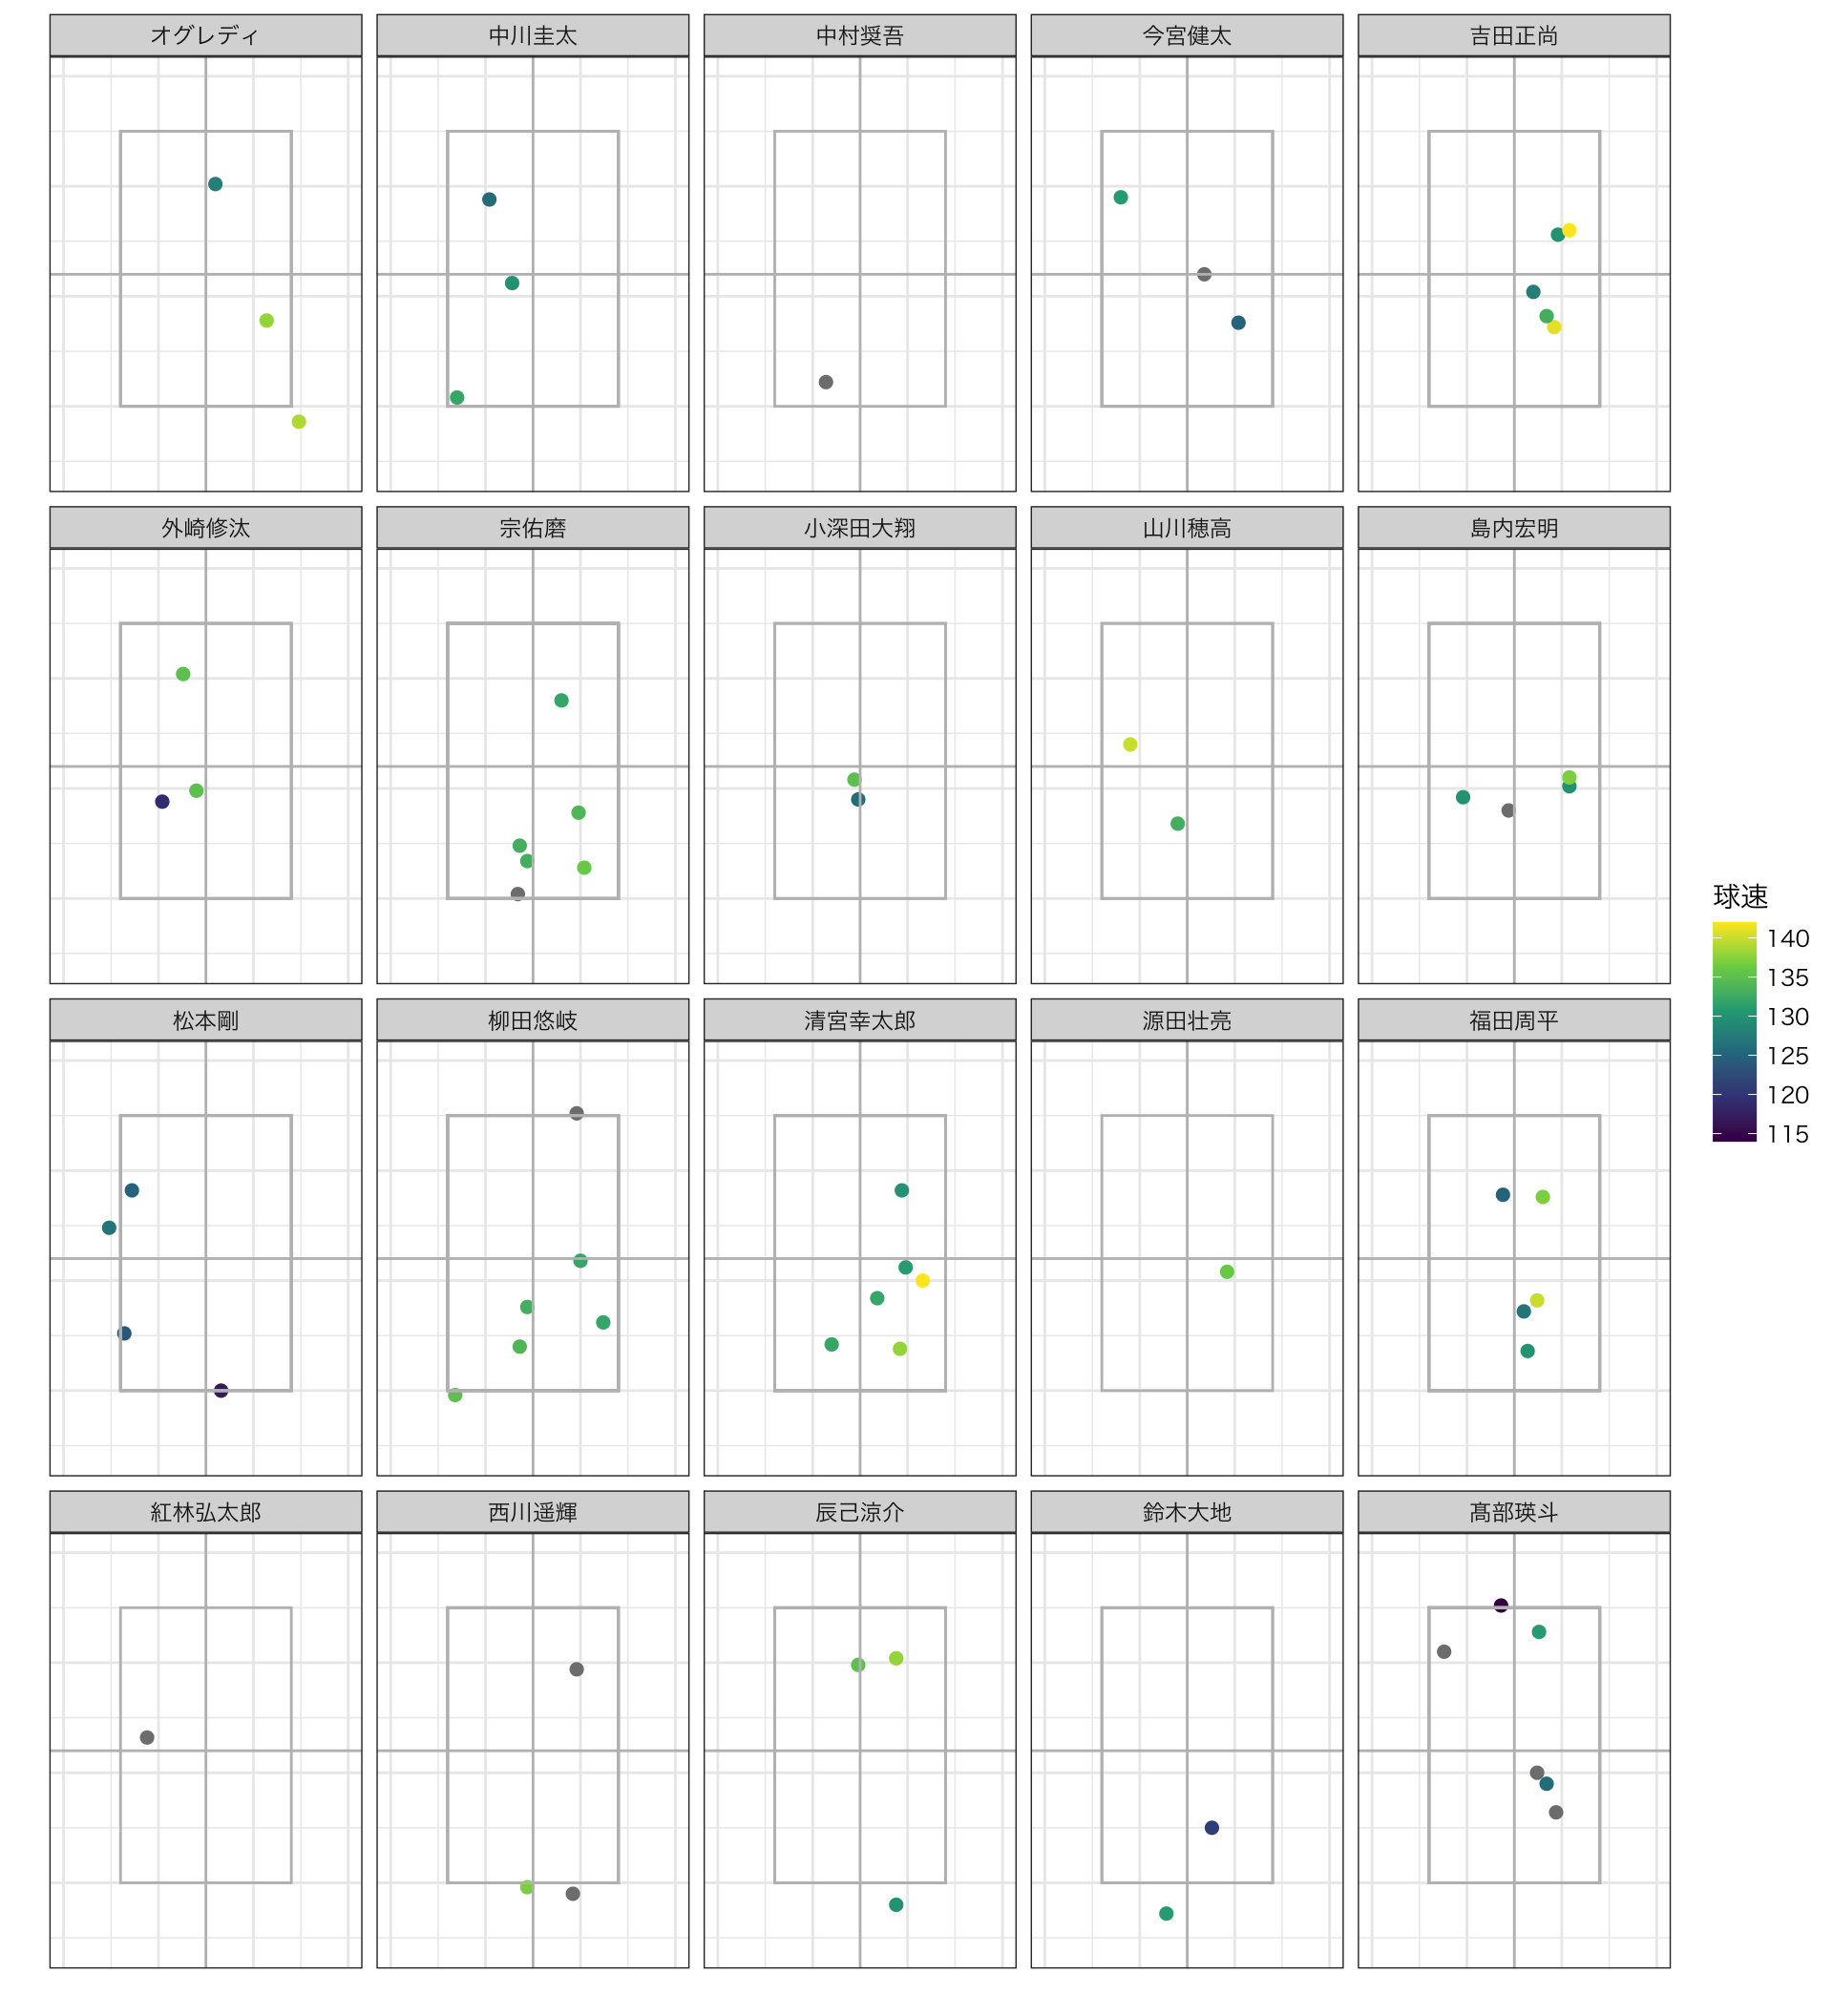 オグレディ
中川圭太
中村奨吾
今宮健太
吉田正尚
外崎修汰
宗佑磨
小深田大翔
山川穂高
島内宏明
松本剛
柳田悠岐
清宮幸太郎
源田壮亮
福田周平
紅林弘太郎
西川遥輝
辰己涼介
鈴木大地
髙部瑛斗
球速
140
135
130
125
120
115